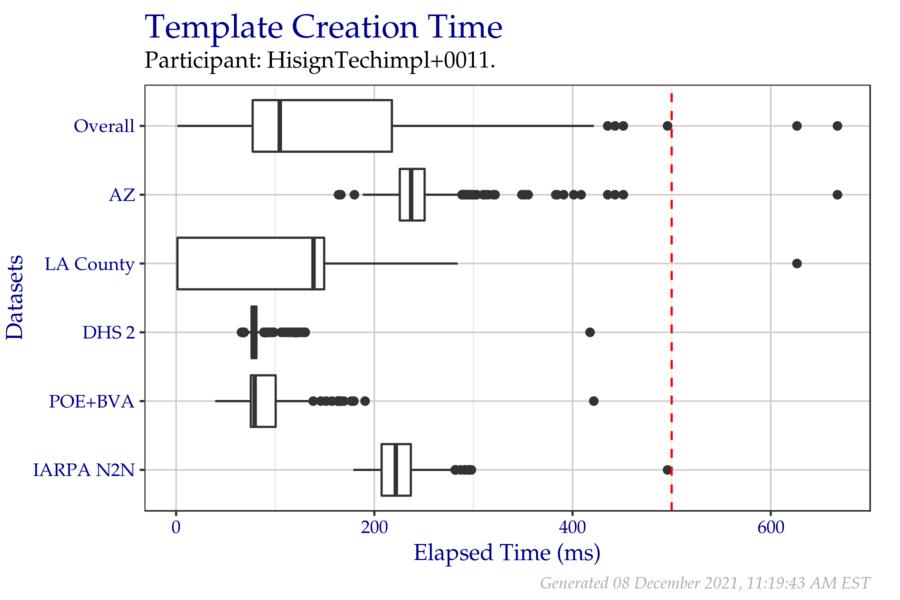 Template Creation Time
Participant: HisignTechimpl+0011.
Overall
AZ
LA County
DHS 2
POE+BVA
IARPA N2N
Datasets
0 200 400 600
Elapsed Time (ms)
Generated 08 December 2021, 11:19:43 AM EST